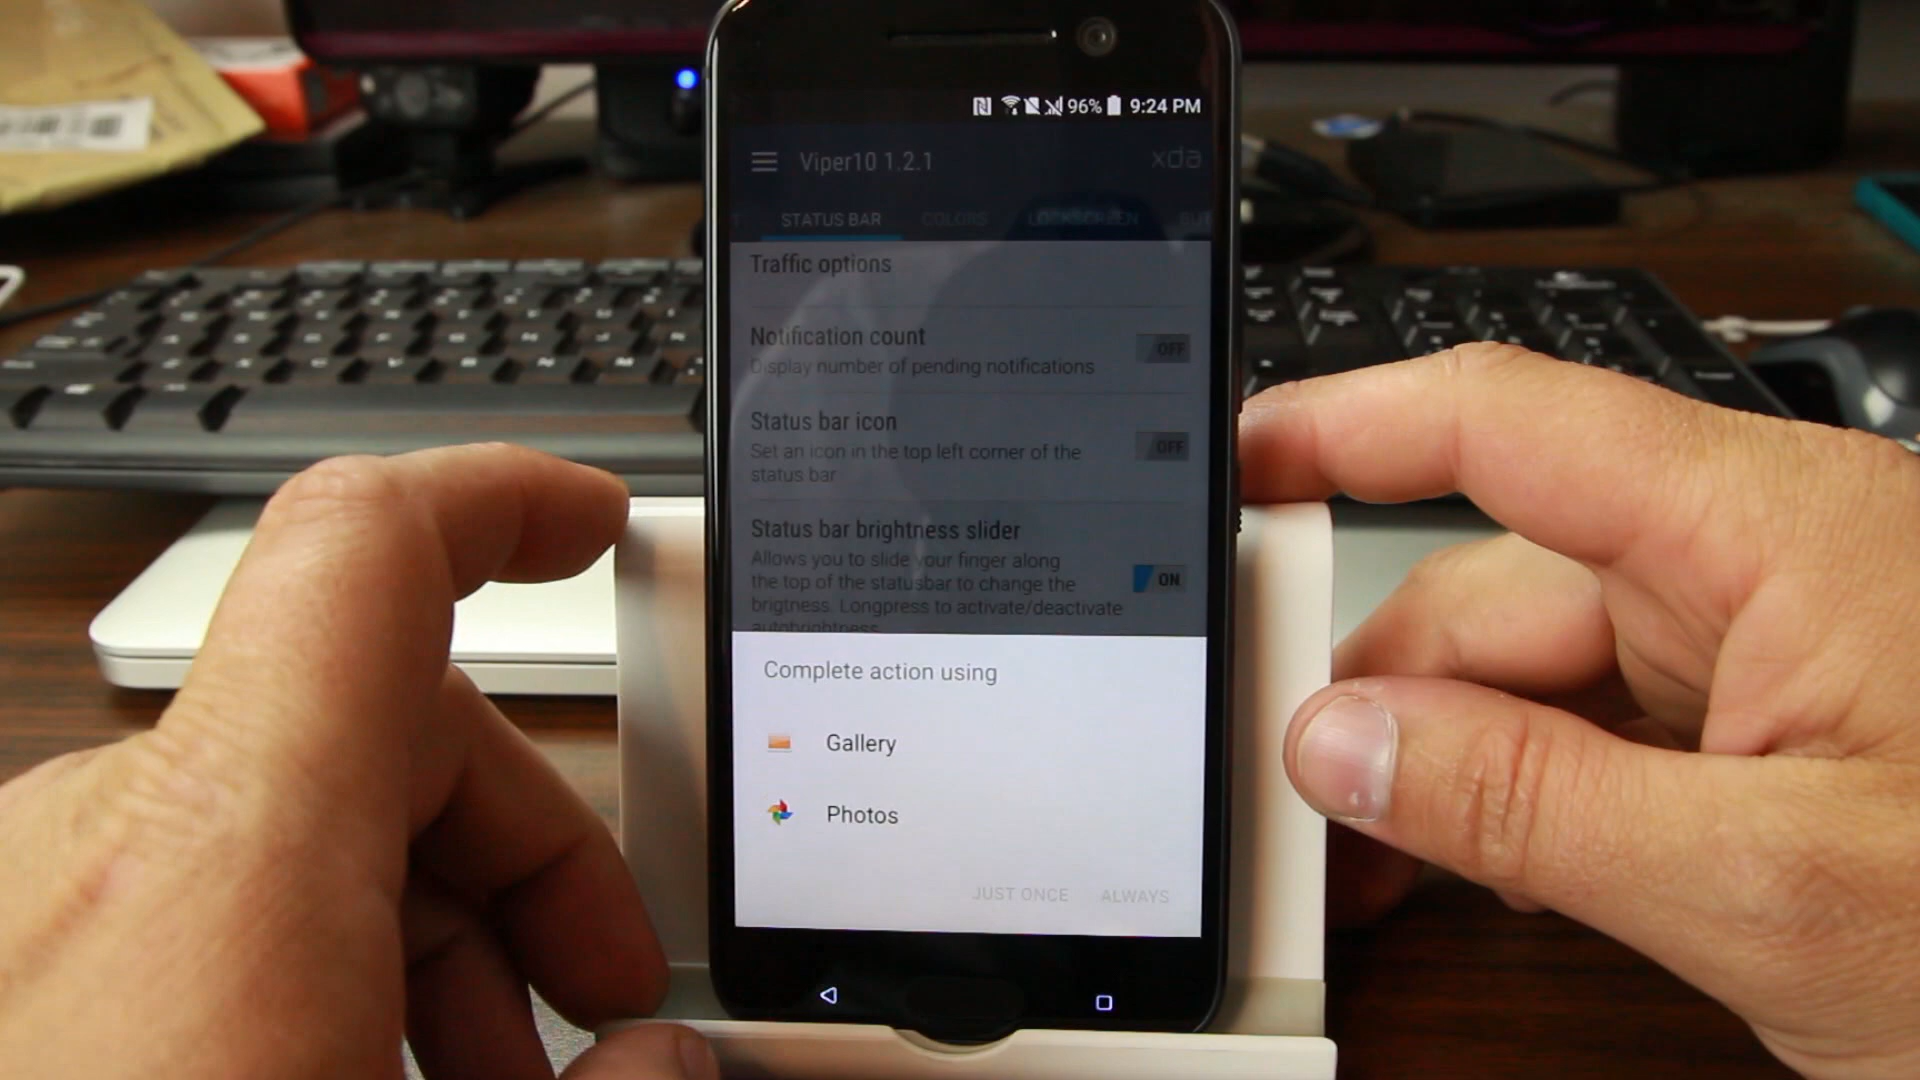 96% 9:24 PM
Viper10 1.2.1 xda
STATUS BAR COLORS LOCKSCREEN BUT
Traffic options
Notification count
OFF
Display number of pending notifications
Status bar icon
OFF
Set an icon in the top left corner of the
status bar
Status bar brightness slider
Allows you to slide your finger along
the top of the statusbar to change the
ON
brigtness. Longpress to activate/deactivate
autobrightness
Complete action using
Gallery
Photos
JUST ONCE ALWAYS